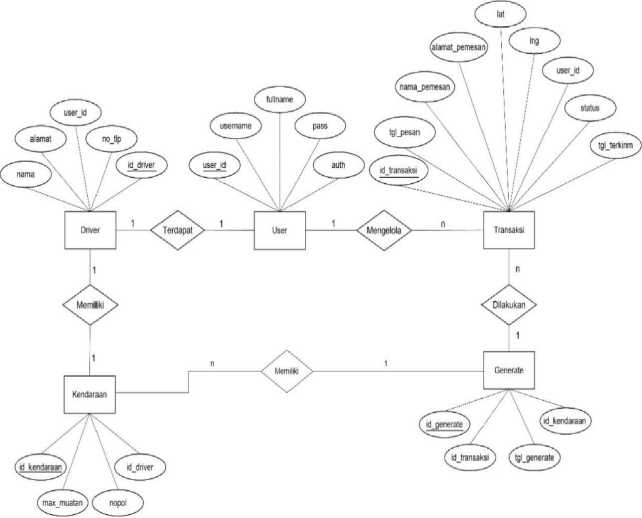 lat
alamat_pemesan
lng
nama_pemesan
user_id
tgl_pesan
status
id_transaksi
tgl_terkirim
fullname
username
pass
user_id
auth
user_id
alamat
no_tlp
nama
id_driver
Driver
1
Terdapat
1
User
1
Mengelola
n
Transaksi
1
n
Memiliki
Dilakukan
1
1
Kendaraan
n
Memiliki
1
Generate
id_kendaraan
id_driver
max_muatan
nopol
id_generate
id_kendaraan
id_transaksi
tgl_generate